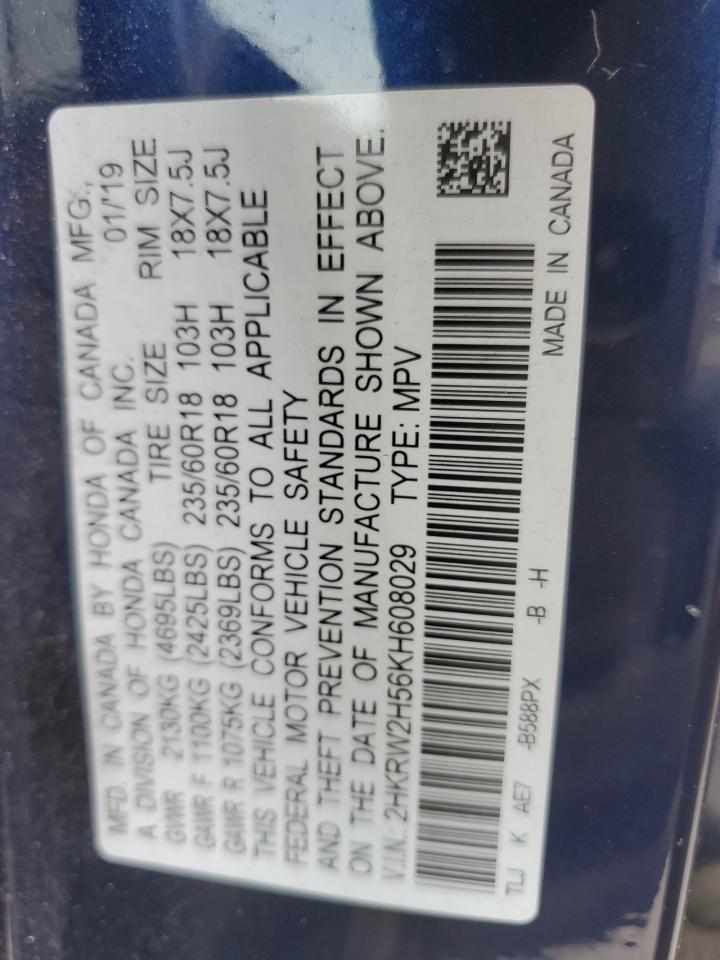 MFD. IN CANADA BY HONDA OF CANADA MFG.,
A DIVISION OF HONDA CANADA INC. 01/'19
GVWR 2130KG (4695LBS) TIRE SIZE RIM SIZE
GAWR F 1100KG (2425LBS) 235/60R18 103H 18X7.5J
GAWR R 1075KG (2369LBS) 235/60R18 103H 18X7.5J
THIS VEHICLE CONFORMS TO ALL APPLICABLE
FEDERAL MOTOR VEHICLE SAFETY
AND THEFT PREVENTION STANDARDS IN EFFECT
ON THE DATE OF MANUFACTURE SHOWN ABOVE.
V.I.N.: 2HKRW2H56KH608029 TYPE: MPV
TLJ K AE7 -B588PX -B -H
MADE IN CANADA